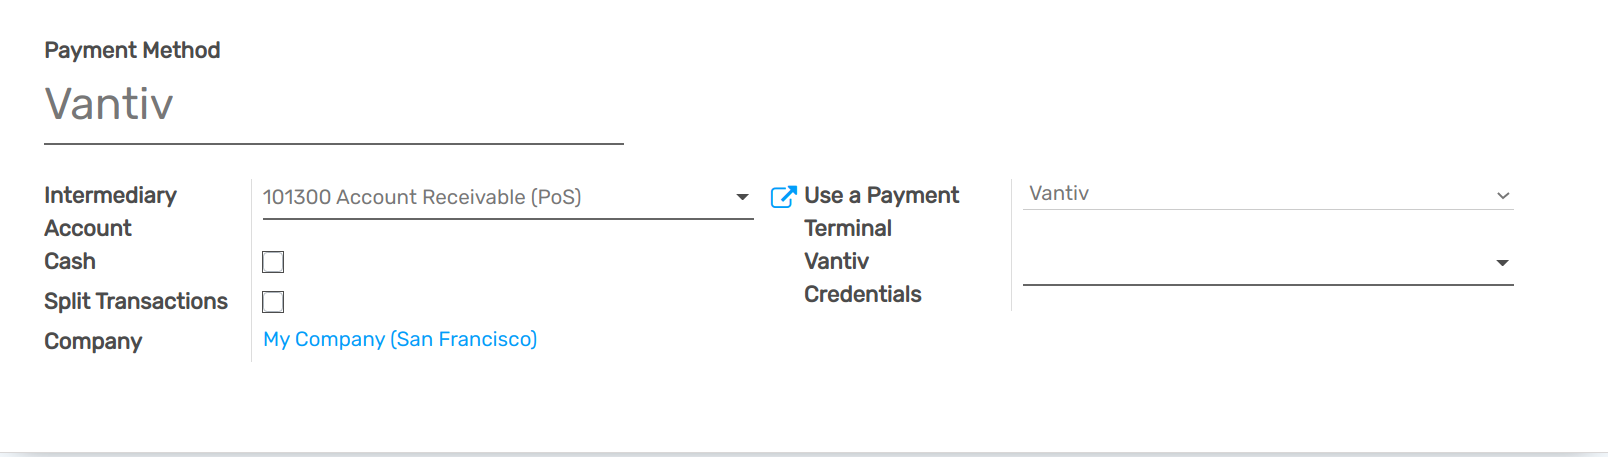 Payment Method
Vantiv
Intermediary Account
101300 Account Receivable (PoS)
Cash
Split Transactions
Company
My Company (San Francisco)
Use a Payment Terminal
Vantiv
Vantiv Credentials